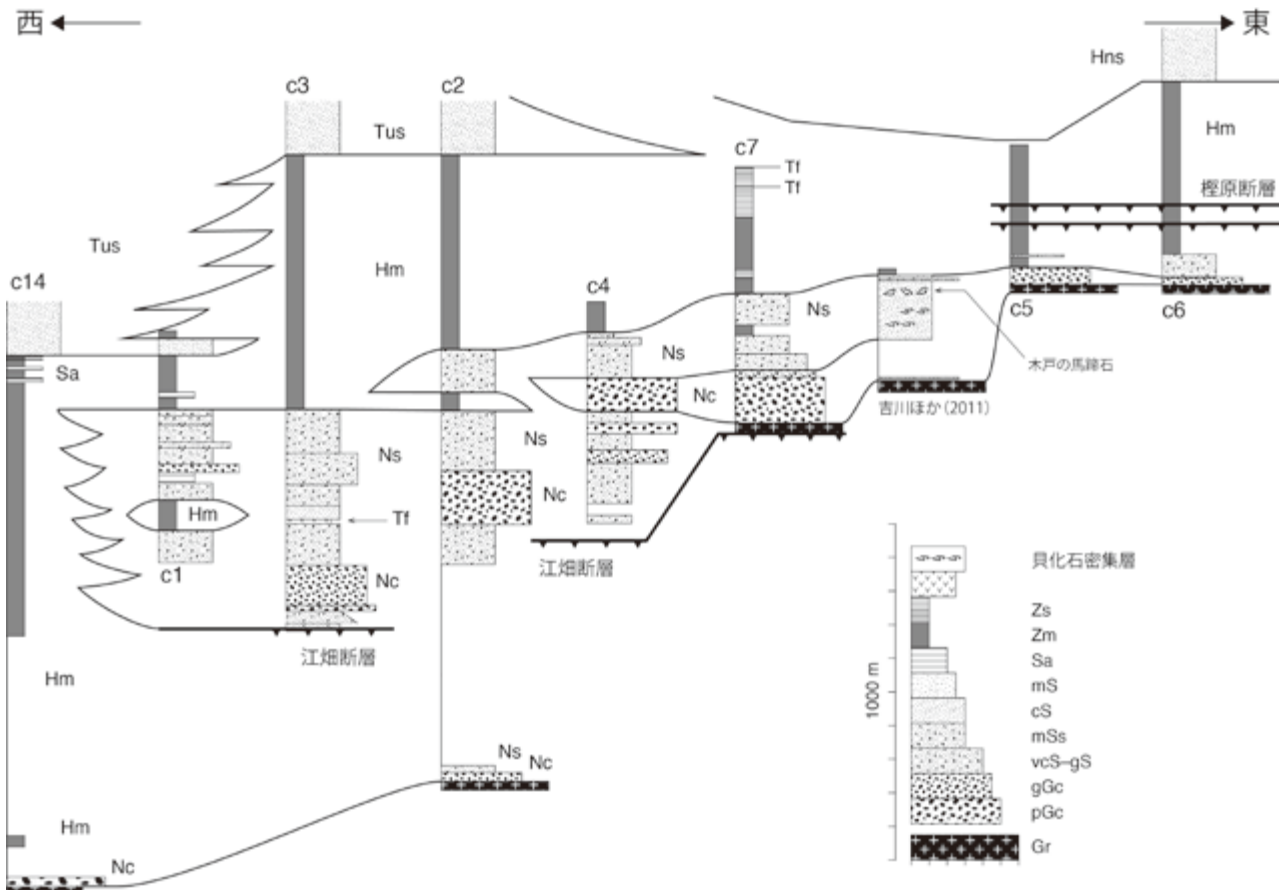 西
東
c3
c2
Hns
Tus
Hm
c7
Tf
Tf
樫原断層
Tus
c14
Hm
c4
Ns
c5
c6
Sa
Ns
木戸の馬蹄石
Nc
吉川ほか(2011)
Ns
Ns
Hm
Tf
Nc
c1
Nc
江畑断層
江畑断層
貝化石密集層
Zs
Zm
Sa
mS
cS
mSs
vcS–gS
gGc
pGc
Gr
1000 m
Hm
Ns
Nc
Hm
Nc